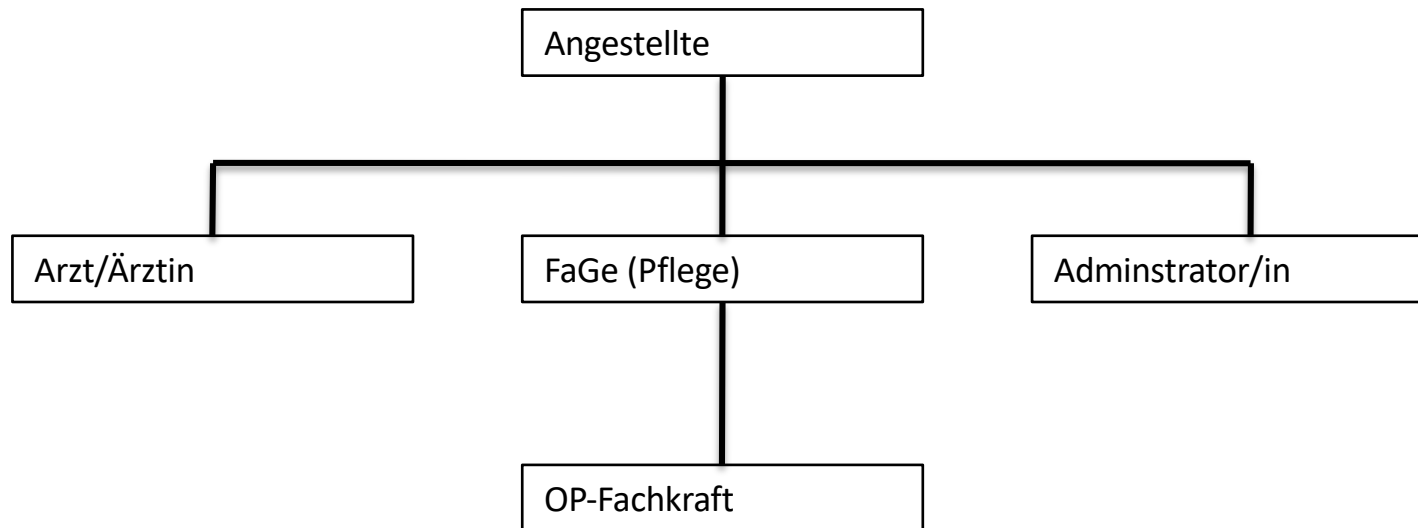 Angestellte
Arzt/Ärztin
FaGe (Pflege)
Adminstrator/in
OP-Fachkraft